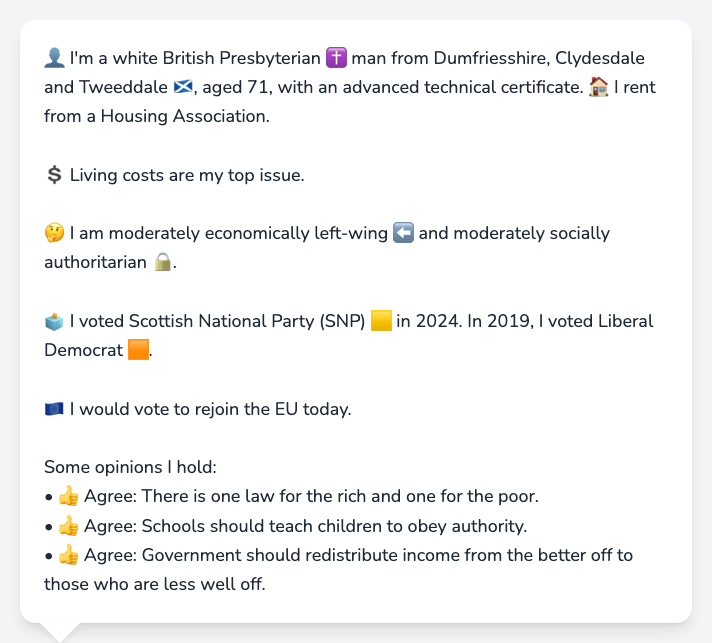 👤 I'm a white British Presbyterian ✝️ man from Dumfriesshire, Clydesdale
and Tweeddale 🏴󠁧󠁢󠁳󠁣󠁴󠁿, aged 71, with an advanced technical certificate. 🏠 I rent
from a Housing Association.
💲 Living costs are my top issue.
🤔 I am moderately economically left-wing ⬅️ and moderately socially
authoritarian 🔒.
🗳️ I voted Scottish National Party (SNP) 🟨 in 2024. In 2019, I voted Liberal
Democrat 🟧.
🇪🇺 I would vote to rejoin the EU today.
Some opinions I hold:
• 👍 Agree: There is one law for the rich and one for the poor.
• 👍 Agree: Schools should teach children to obey authority.
• 👍 Agree: Government should redistribute income from the better off to
those who are less well off.